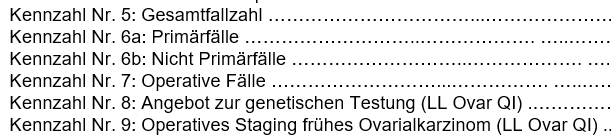 Kennzahl Nr. 5: Gesamtfallzahl ……………………………...……………………
Kennzahl Nr. 6a: Primärfälle ………………………………………… …...……
Kennzahl Nr. 6b: Nicht Primärfälle ……………………………………… ….
Kennzahl Nr. 7: Operative Fälle …………………………...……………… …...……
Kennzahl Nr. 8: Angebot zur genetischen Testung (LL Ovar QI) …...………
Kennzahl Nr. 9: Operatives Staging frühes Ovarialkarzinom (LL Ovar QI) .